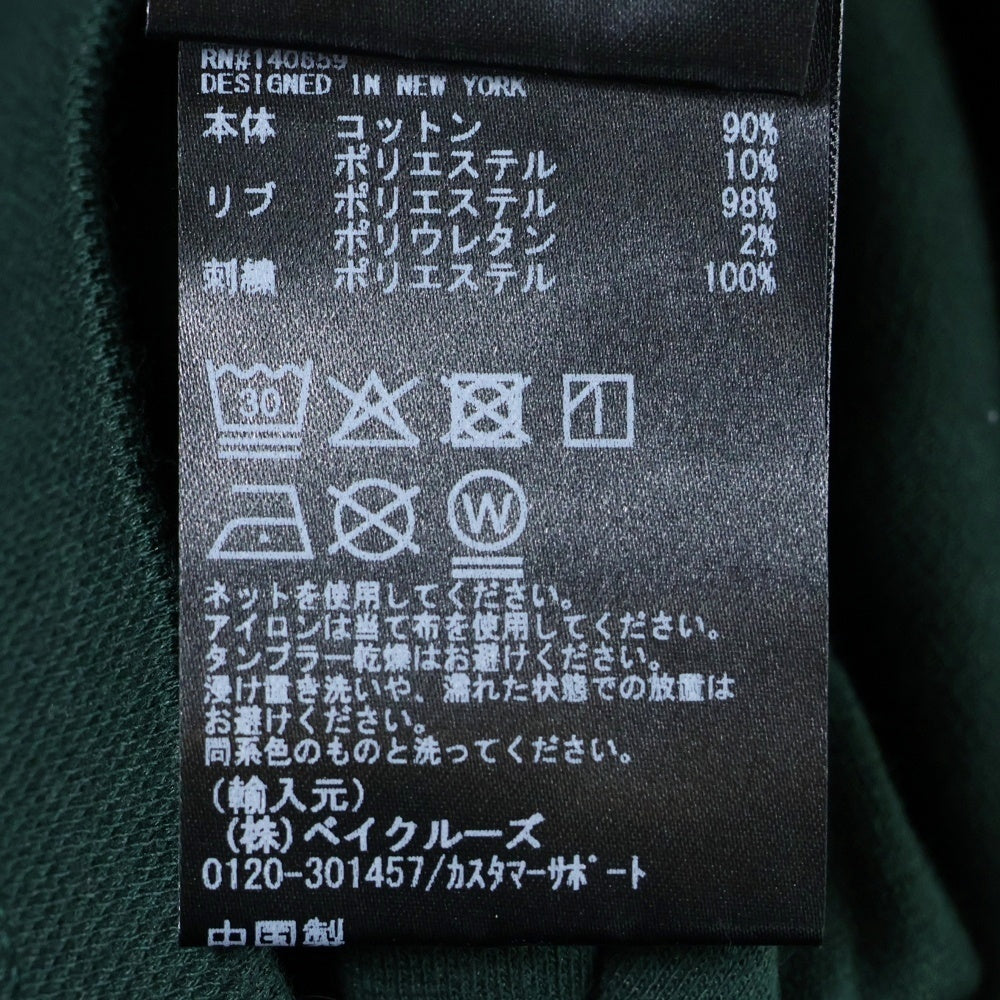 RN#140859
DESIGNED IN NEW YORK
本体 コットン 90%
ポリエステル 10%
リブ ポリエステル 98%
ポリウレタン 2%
刺繍 ポリエステル 100%
30
W
ネットを使用してください。
アイロンは当て布を使用してください。
タンブラー乾燥はお避けください。
浸け置き洗いや、濡れた状態での放置は
お避けください。
同系色のものと洗ってください。
(輸入元)
(株)ベイクルーズ
0120-301457/カスタマーサポート
中国製